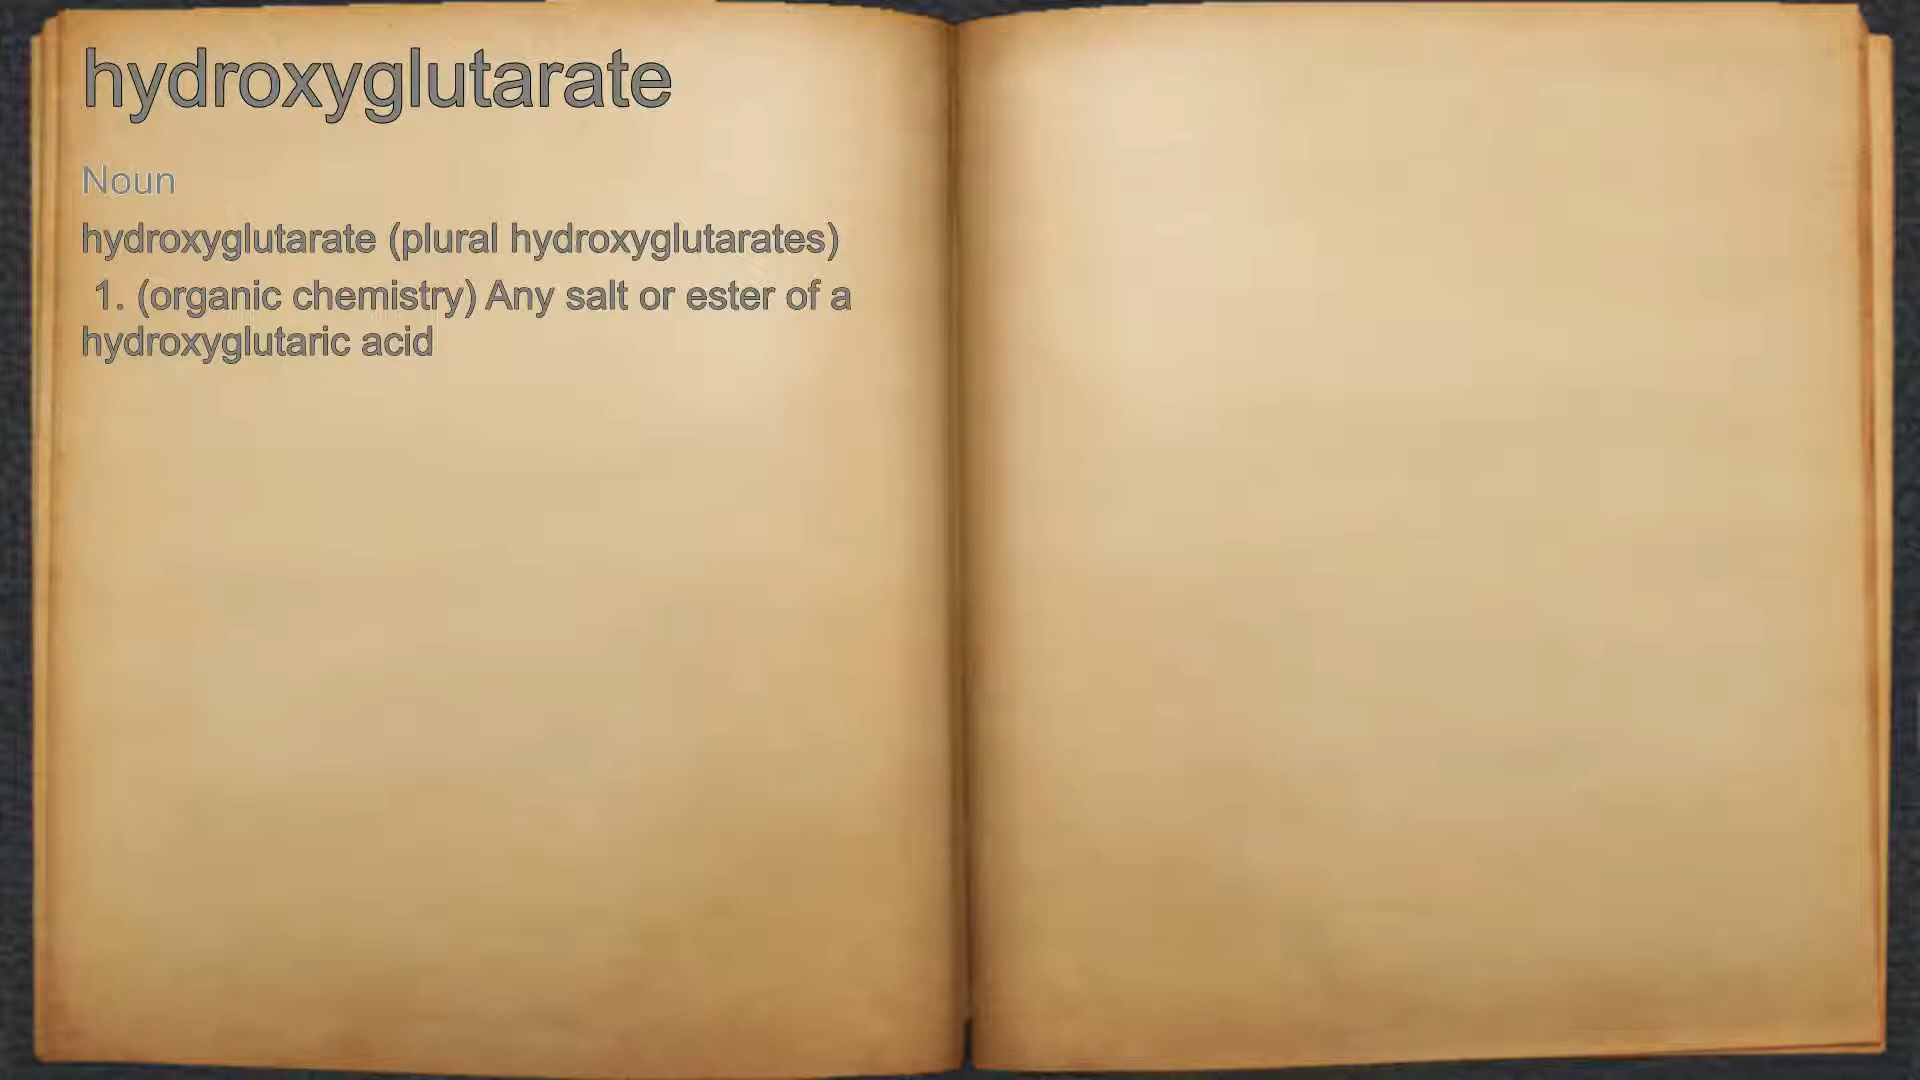 hydroxyglutarate
Noun
hydroxyglutarate (plural hydroxyglutarates)
1. (organic chemistry) Any salt or ester of a
hydroxyglutaric acid